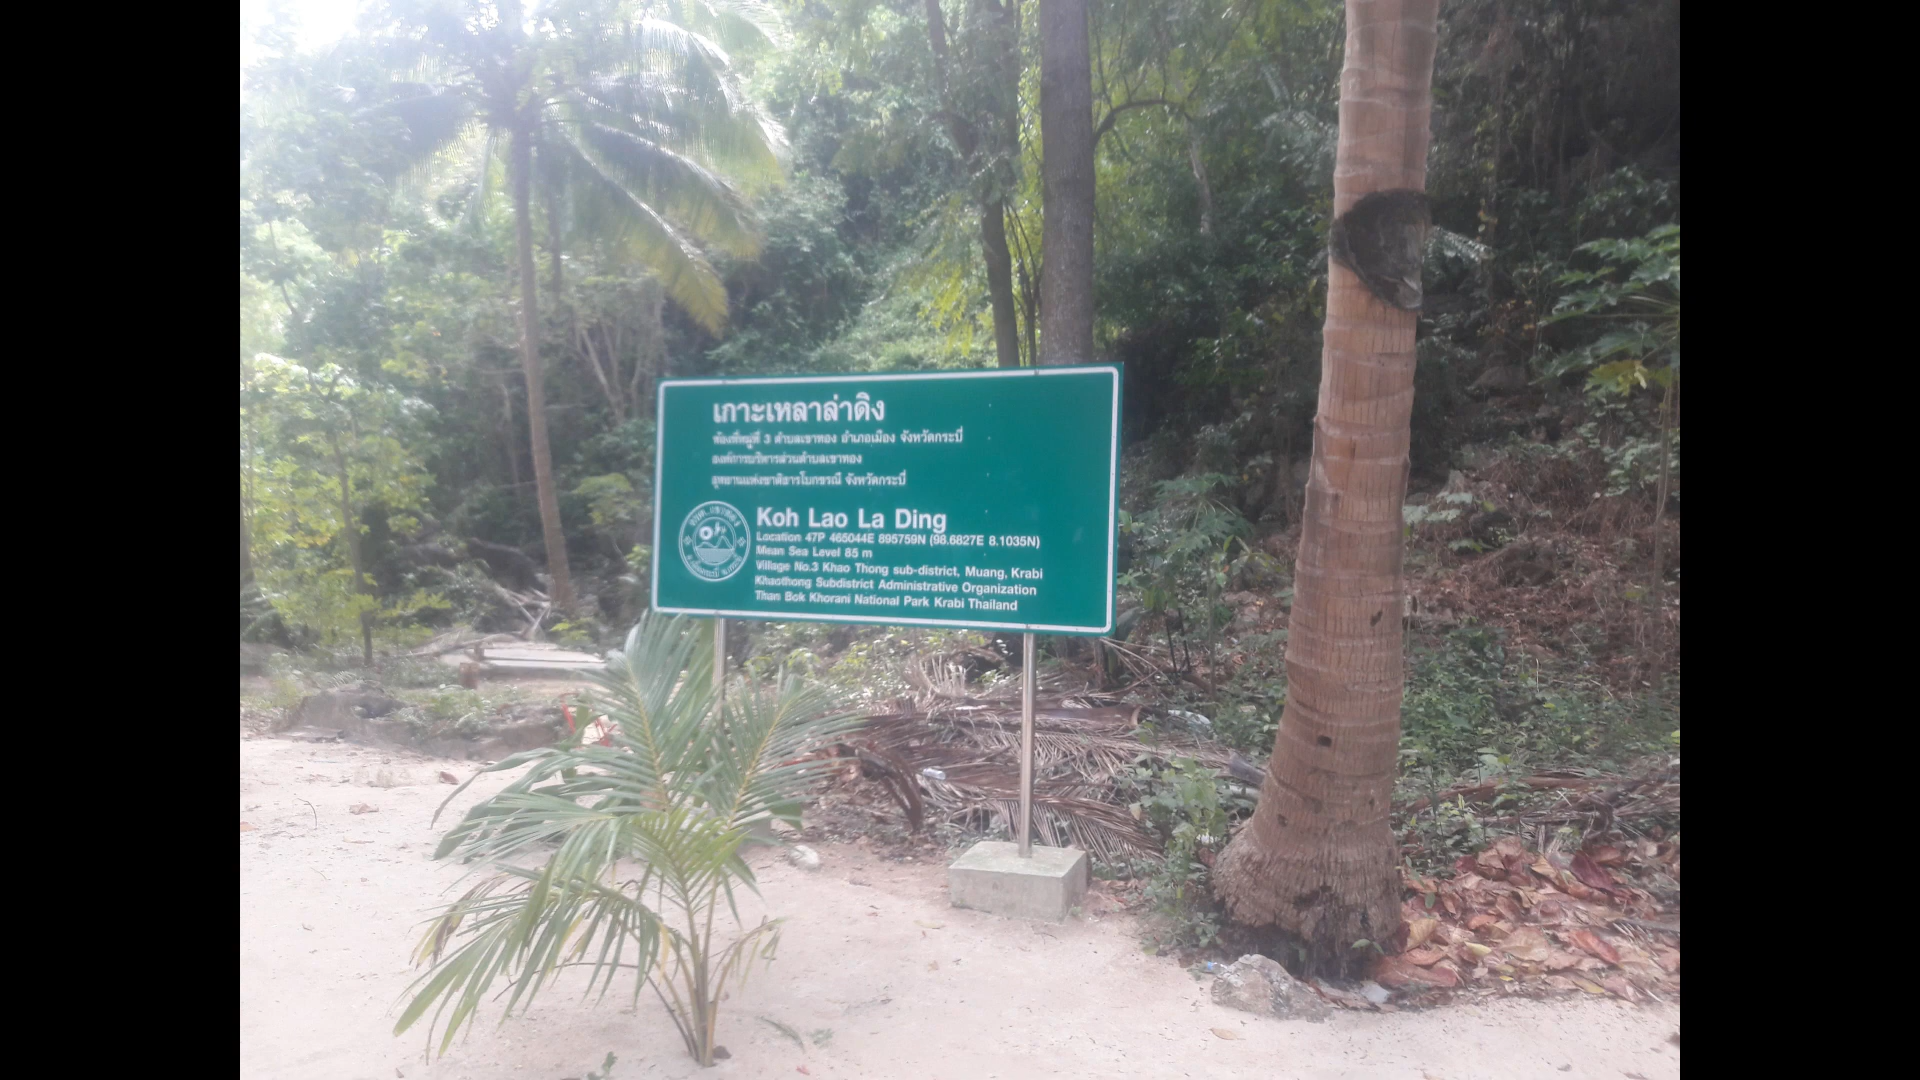 เกาะเหลาล่าดิง
ท้องที่หมู่ที่ 3 ตำบลเขาทอง อำเภอเมือง จังหวัดกระบี่
องค์การบริหารส่วนตำบลเขาทอง
อุทยานแห่งชาติธารโบกขรณี จังหวัดกระบี่
Koh Lao La Ding
Location 47P 465044E 895759N (98.6827E 8.1035N)
Mean Sea Level 85 m
Village No.3 Khao Thong sub-district, Muang, Krabi
Khaothong Subdistrict Administrative Organization
Than Bok Khorani National Park Krabi Thailand